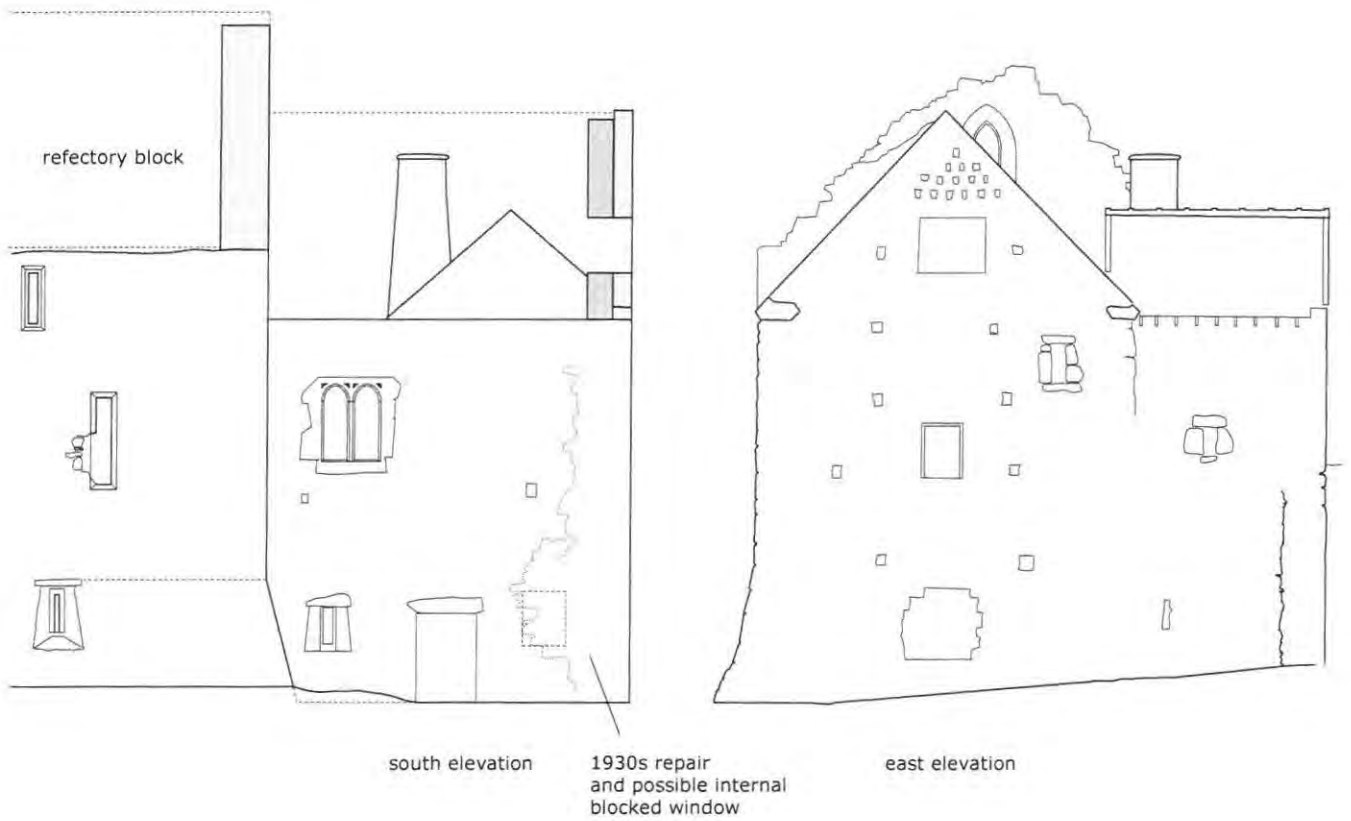 refectory block
south elevation
1930s repair
and possible internal
blocked window
east elevation